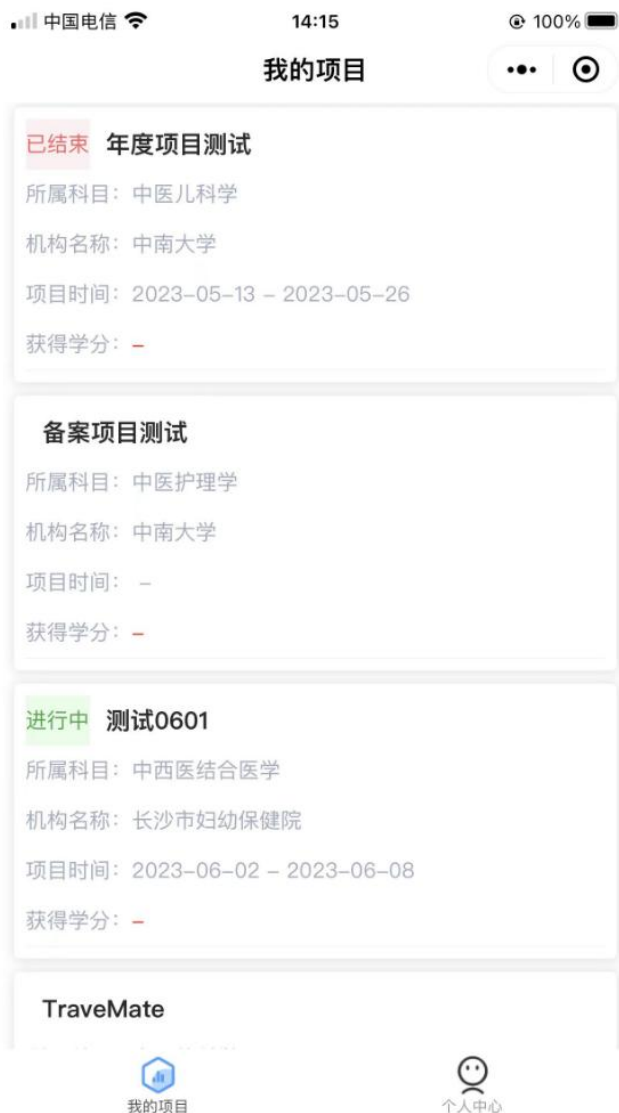 中国电信 14:15 100%
我的项目
已结束 年度项目测试
所属科目：中医儿科学
机构名称：中南大学
项目时间：2023-05-13 - 2023-05-26
获得学分：-
备案项目测试
所属科目：中医护理学
机构名称：中南大学
项目时间： -
获得学分：-
进行中 测试0601
所属科目：中西医结合医学
机构名称：长沙市妇幼保健院
项目时间：2023-06-02 - 2023-06-08
获得学分：-
TraveMate
我的项目 个人中心